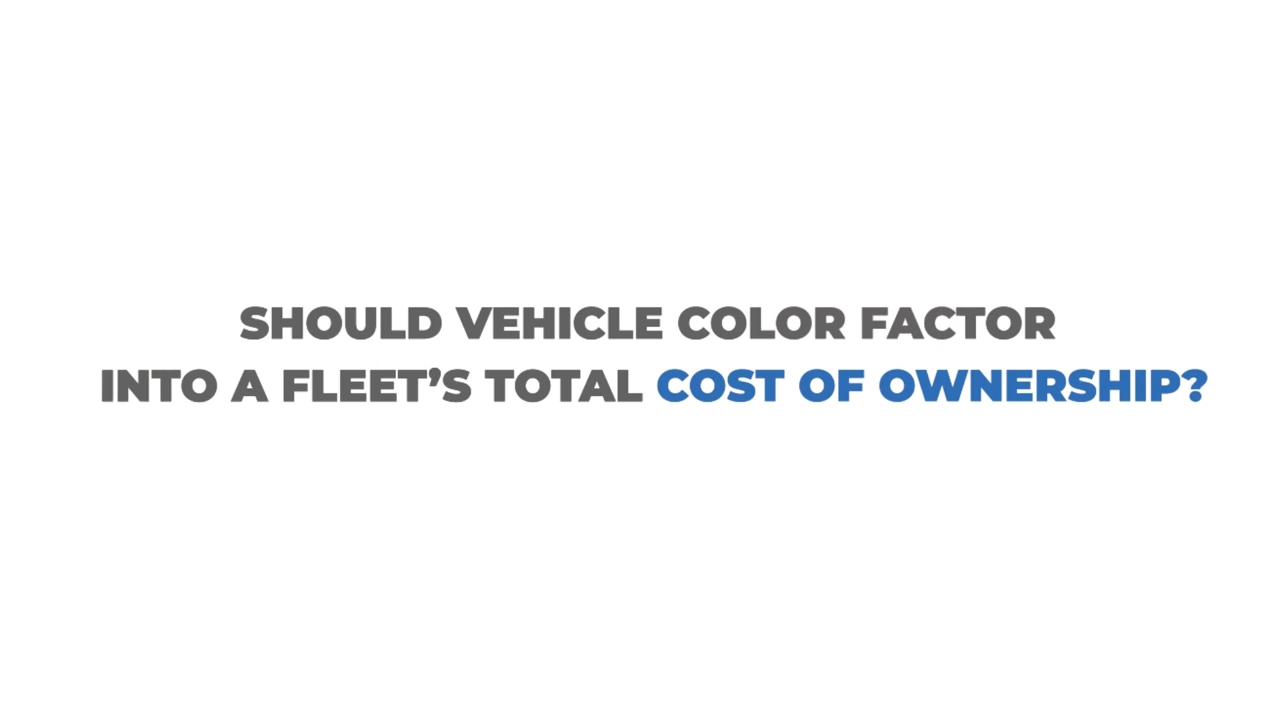 SHOULD VEHICLE COLOR FACTOR
INTO A FLEET’S TOTAL COST OF OWNERSHIP?